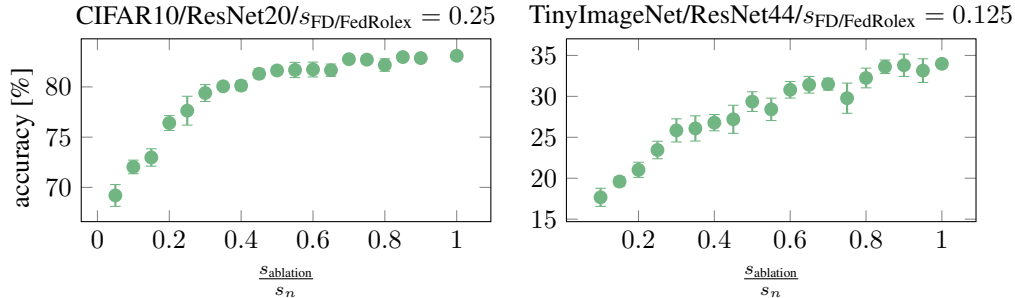 CIFAR10/ResNet20/s_FD/FedRolex = 0.25
accuracy [%]
80
75
70
0 0.2 0.4 0.6 0.8 1
s_ablation
s_n
TinyImageNet/ResNet44/s_FD/FedRolex = 0.125
35
30
25
20
15
0.2 0.4 0.6 0.8 1
s_ablation
s_n